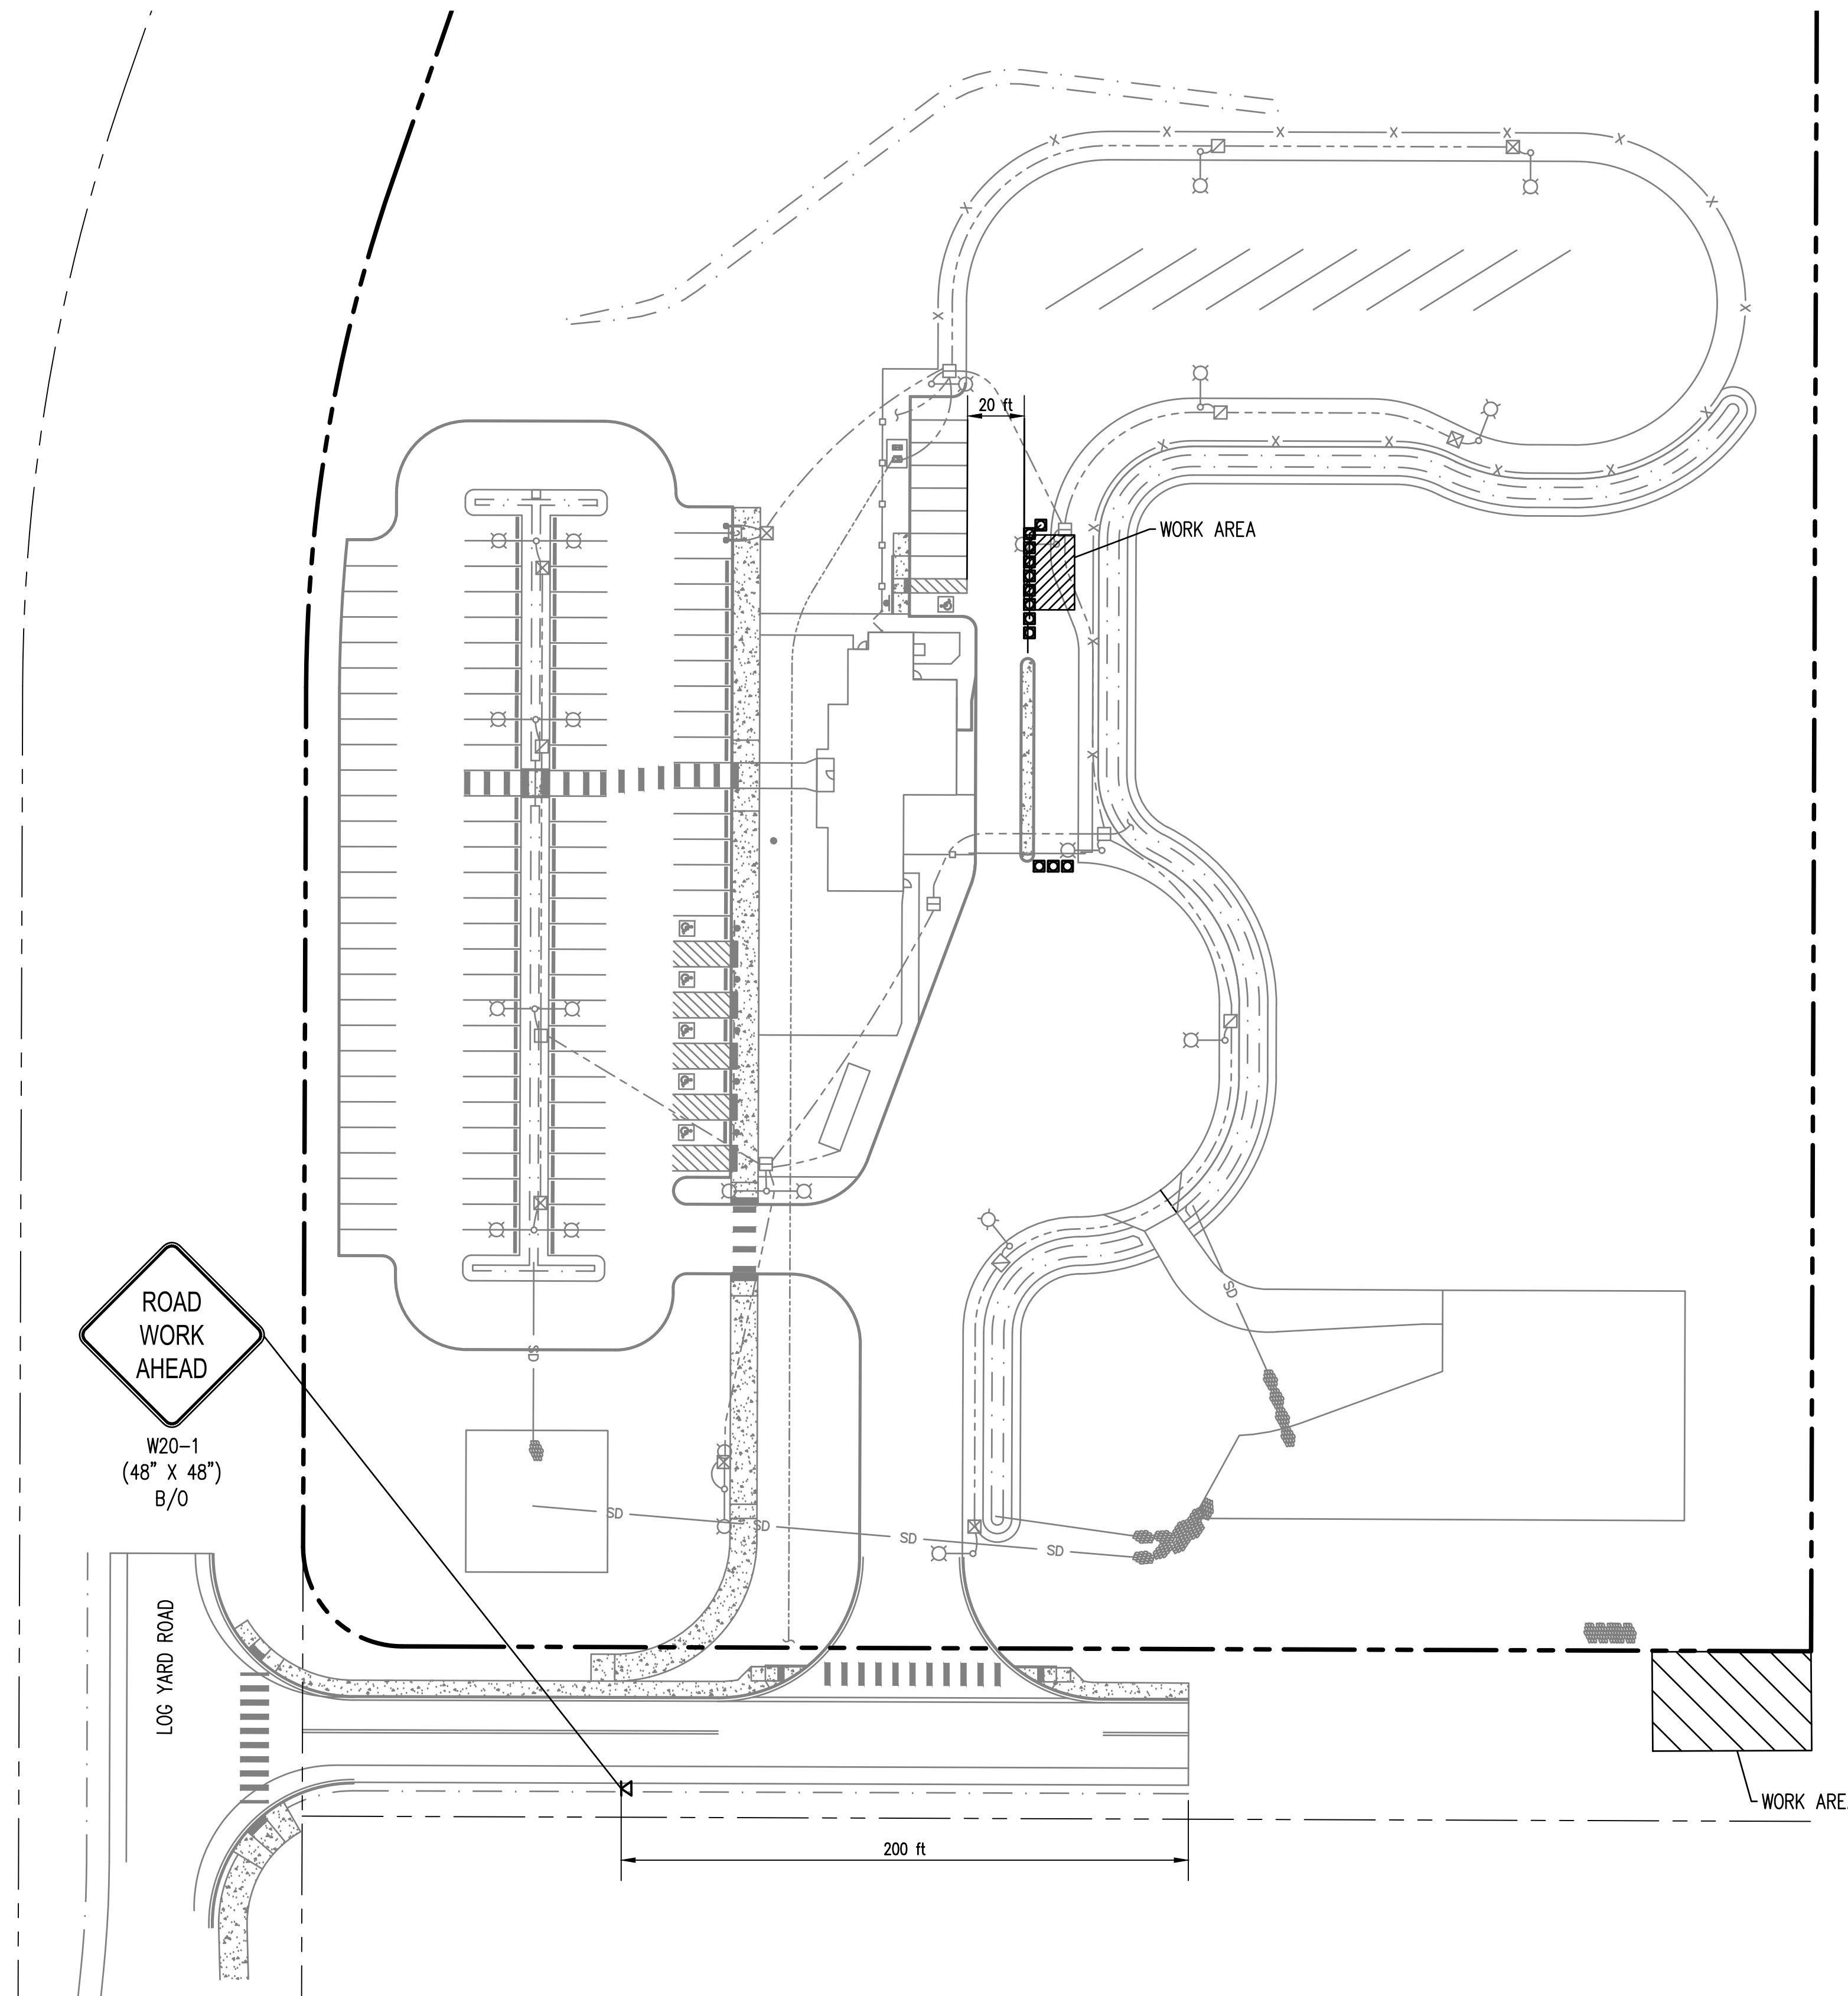 20 ft
WORK AREA
ROAD
WORK
AHEAD
W20-1
(48" X 48")
B/O
SD
SD
SD
SD
SD
SD
LOG YARD ROAD
WORK ARE
200 ft